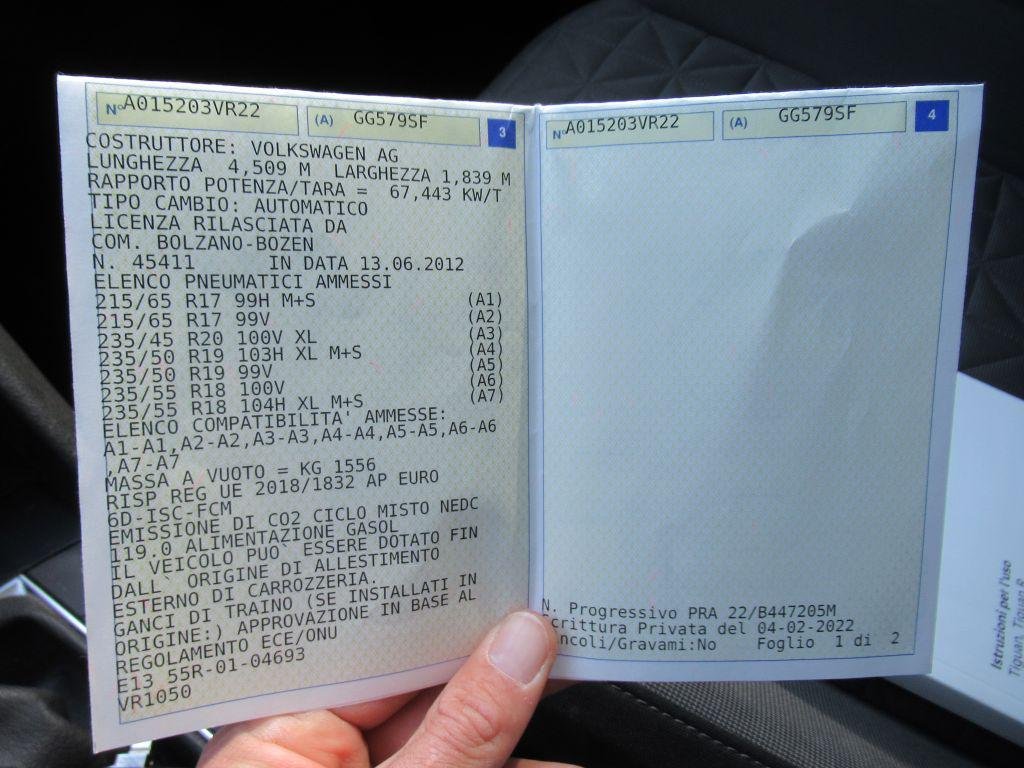 Nº A015203VR22
(A) GG579SF
3
COSTRUTTORE: VOLKSWAGEN AG
LUNGHEZZA 4,509 M LARGHEZZA 1,839 M
RAPPORTO POTENZA/TARA = 67,443 KW/T
TIPO CAMBIO: AUTOMATICO
LICENZA RILASCIATA DA
COM. BOLZANO-BOZEN
N. 45411 IN DATA 13.06.2012
ELENCO PNEUMATICI AMMESSI
215/65 R17 99H M+S (A1)
215/65 R17 99V (A2)
235/45 R20 100V XL (A3)
235/50 R19 103H XL M+S (A4)
235/50 R19 99V (A5)
235/55 R18 100V (A6)
235/55 R18 104H XL M+S (A7)
ELENCO COMPATIBILITA' AMMESSE:
A1-A1,A2-A2,A3-A3,A4-A4,A5-A5,A6-A6
,A7-A7
MASSA A VUOTO = KG 1556
RISP REG UE 2018/1832 AP EURO
6D-ISC-FCM
EMISSIONE DI CO2 CICLO MISTO NEDC
119.0 ALIMENTAZIONE GASOL
IL VEICOLO PUO` ESSERE DOTATO FIN
DALL` ORIGINE DI ALLESTIMENTO
ESTERNO DI CARROZZERIA.
GANCI DI TRAINO (SE INSTALLATI IN
ORIGINE:) APPROVAZIONE IN BASE AL
REGOLAMENTO ECE/ONU
E13 55R-01-04693
VR1050
Nº A015203VR22
(A) GG579SF
4
N. Progressivo PRA 22/B447205M
Scrittura Privata del 04-02-2022
incoli/Gravami:No Foglio 1 di 2
Istruzioni per l'uso
Tiguan, Tiguan